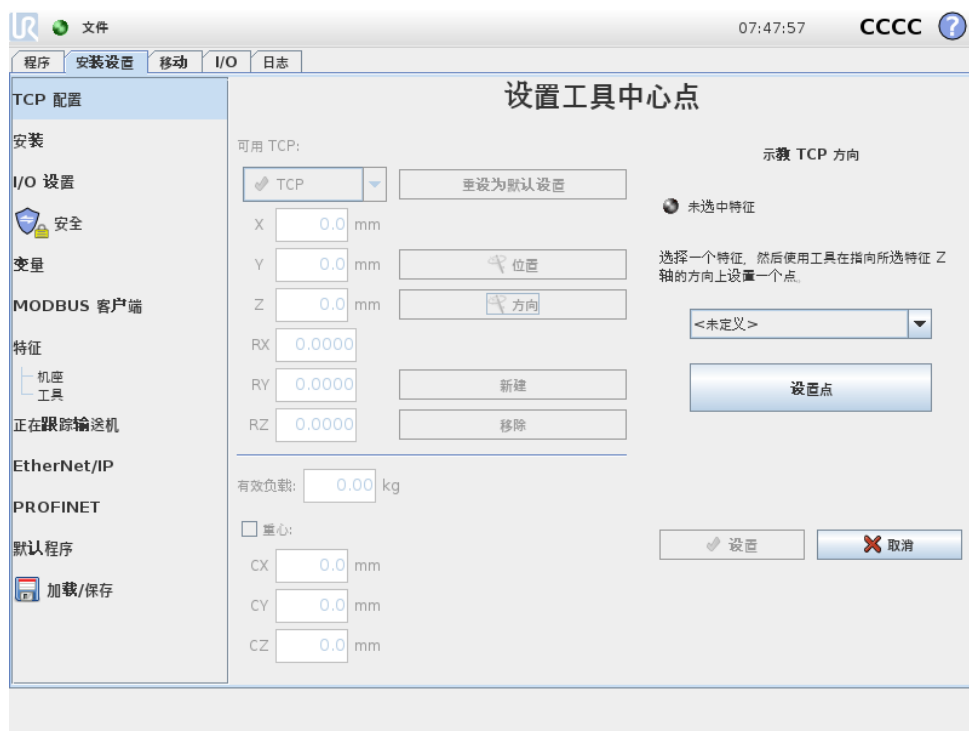 UR 文件 07:47:57 CCCC ?
程序 安装设置 移动 I/O 日志
TCP 配置
安装
I/O 设置
安全
变量
MODBUS 客户端
特征
机座
工具
正在跟踪输送机
EtherNet/IP
PROFINET
默认程序
加载/保存
设置工具中心点
可用 TCP:
TCP 重设为默认设置
X 0.0 mm
Y 0.0 mm 位置
Z 0.0 mm 方向
RX 0.0000
RY 0.0000 新建
RZ 0.0000 移除
有效负载: 0.00 kg
重心:
CX 0.0 mm
CY 0.0 mm
CZ 0.0 mm
示教 TCP 方向
未选中特征
选择一个特征，然后使用工具在指向所选特征 Z
轴的方向上设置一个点。
<未定义>
设置点
设置 取消